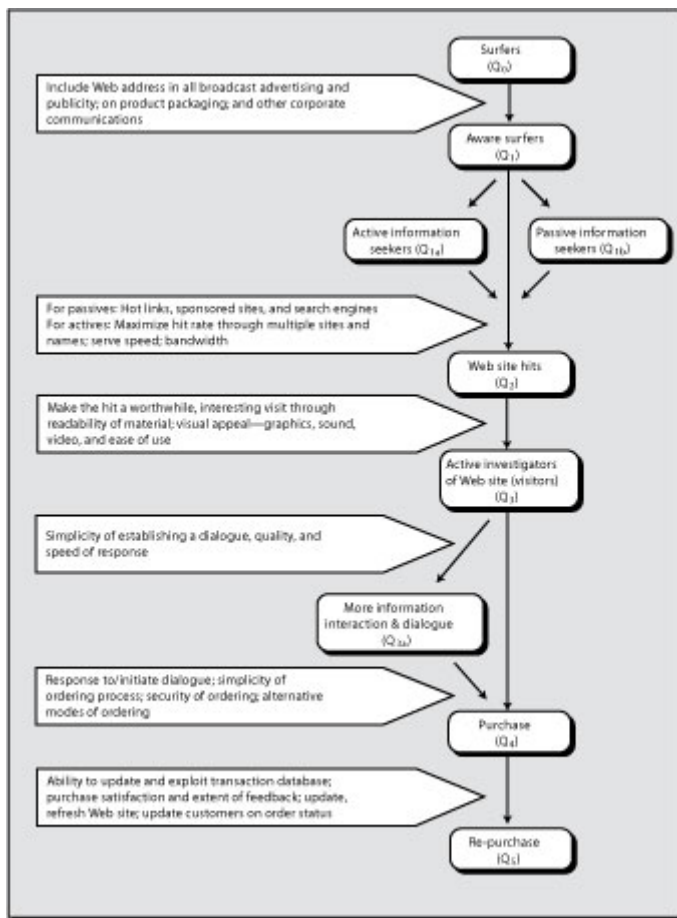 Surfers
(Q0)
Include Web address in all broadcast advertising and
publicity; on product packaging; and other corporate
communications
Aware surfers
(Q1)
Active information
seekers (Q1a)
Passive information
seekers (Q1b)
For passives: Hot links, sponsored sites, and search engines
For actives: Maximize hit rate through multiple sites and
names; serve speed; bandwidth
Web site hits
(Q2)
Make the hit a worthwhile, interesting visit through
readability of material; visual appeal—graphics, sound,
video, and ease of use
Active investigators
of Web site (visitors)
(Q3)
Simplicity of establishing a dialogue, quality, and
speed of response
More information
interaction & dialogue
(Q3a)
Response to/initiate dialogue; simplicity of
ordering process; security of ordering; alternative
modes of ordering
Purchase
(Q4)
Ability to update and exploit transaction database;
purchase satisfaction and extent of feedback; update,
refresh Web site; update customers on order status
Re-purchase
(Q5)